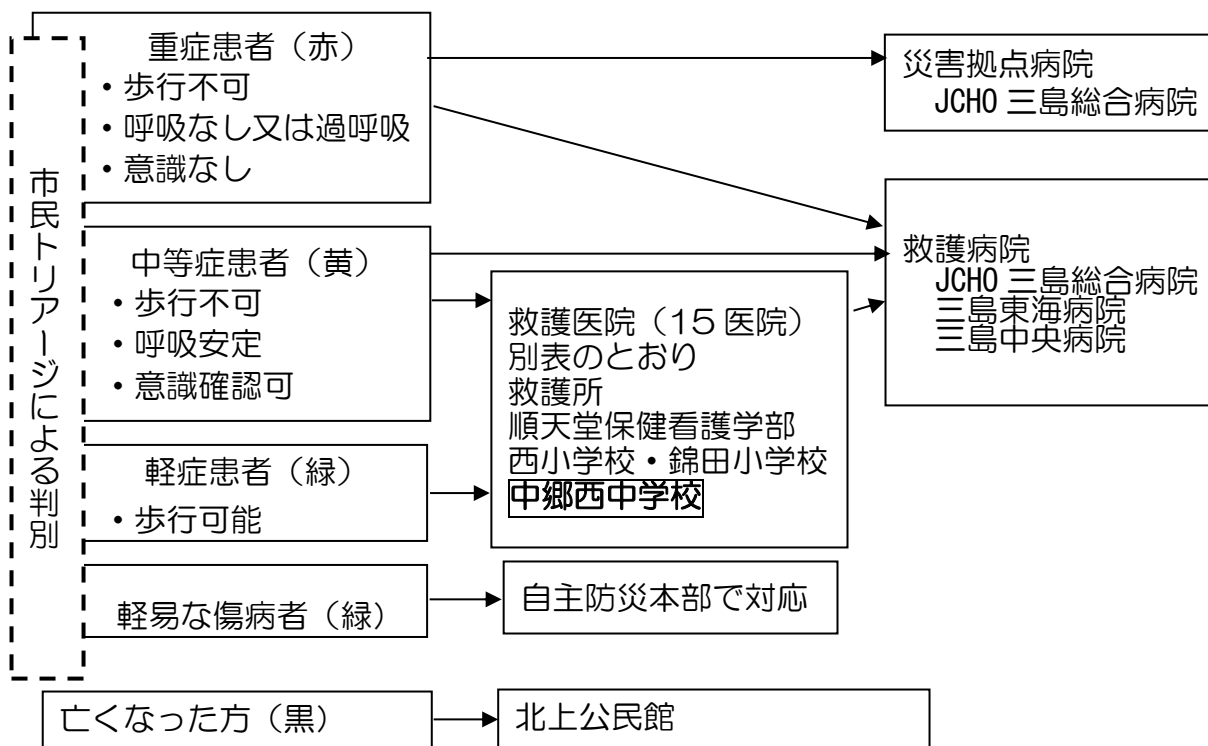 市民トリアージによる判別
重症患者（赤）
・歩行不可
・呼吸なし又は過呼吸
・意識なし
災害拠点病院
JCHO 三島総合病院
中等症患者（黄）
・歩行不可
・呼吸安定
・意識確認可
救護病院
JCHO 三島総合病院
三島東海病院
三島中央病院
救護医院（15 医院）
別表のとおり
救護所
順天堂保健看護学部
西小学校・錦田小学校
中郷西中学校
軽症患者（緑）
・歩行可能
軽易な傷病者（緑）
自主防災本部で対応
亡くなった方（黒）
北上公民館